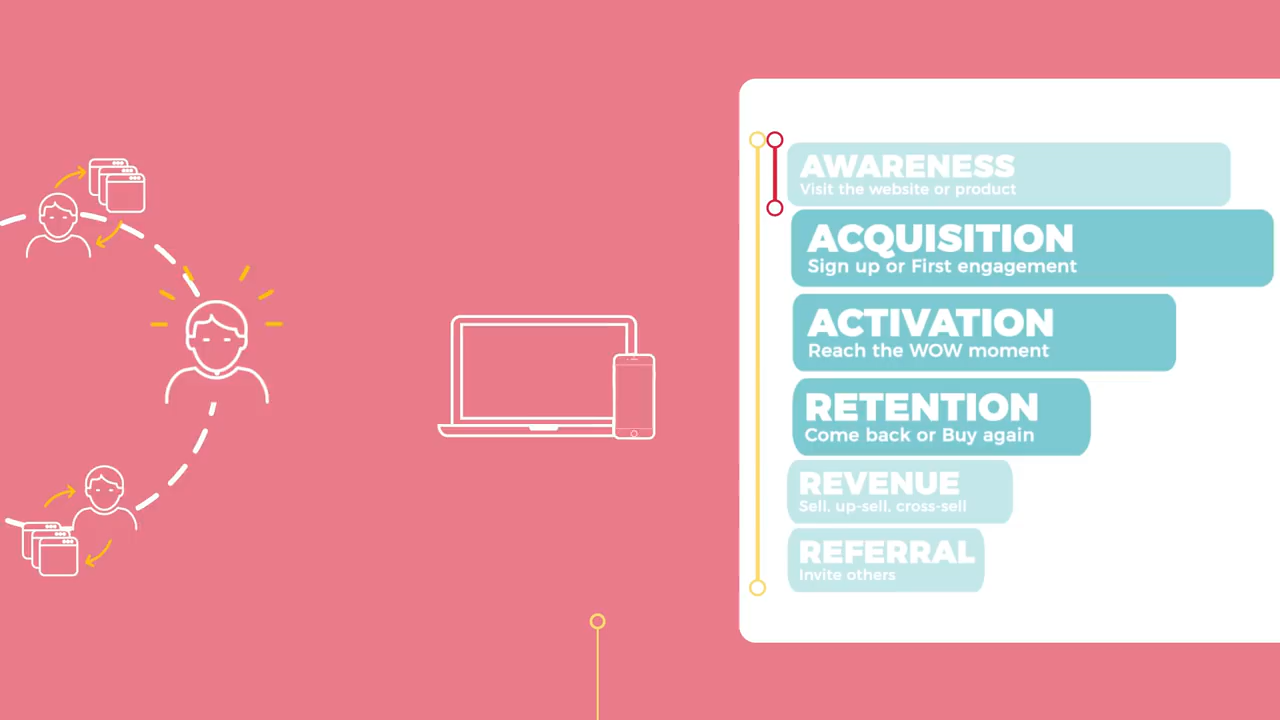 AWARENESS
Visit the website or product
ACQUISITION
Sign up or First engagement
ACTIVATION
Reach the WOW moment
RETENTION
Come back or Buy again
REVENUE
Sell, up-sell, cross-sell
REFERRAL
Invite others